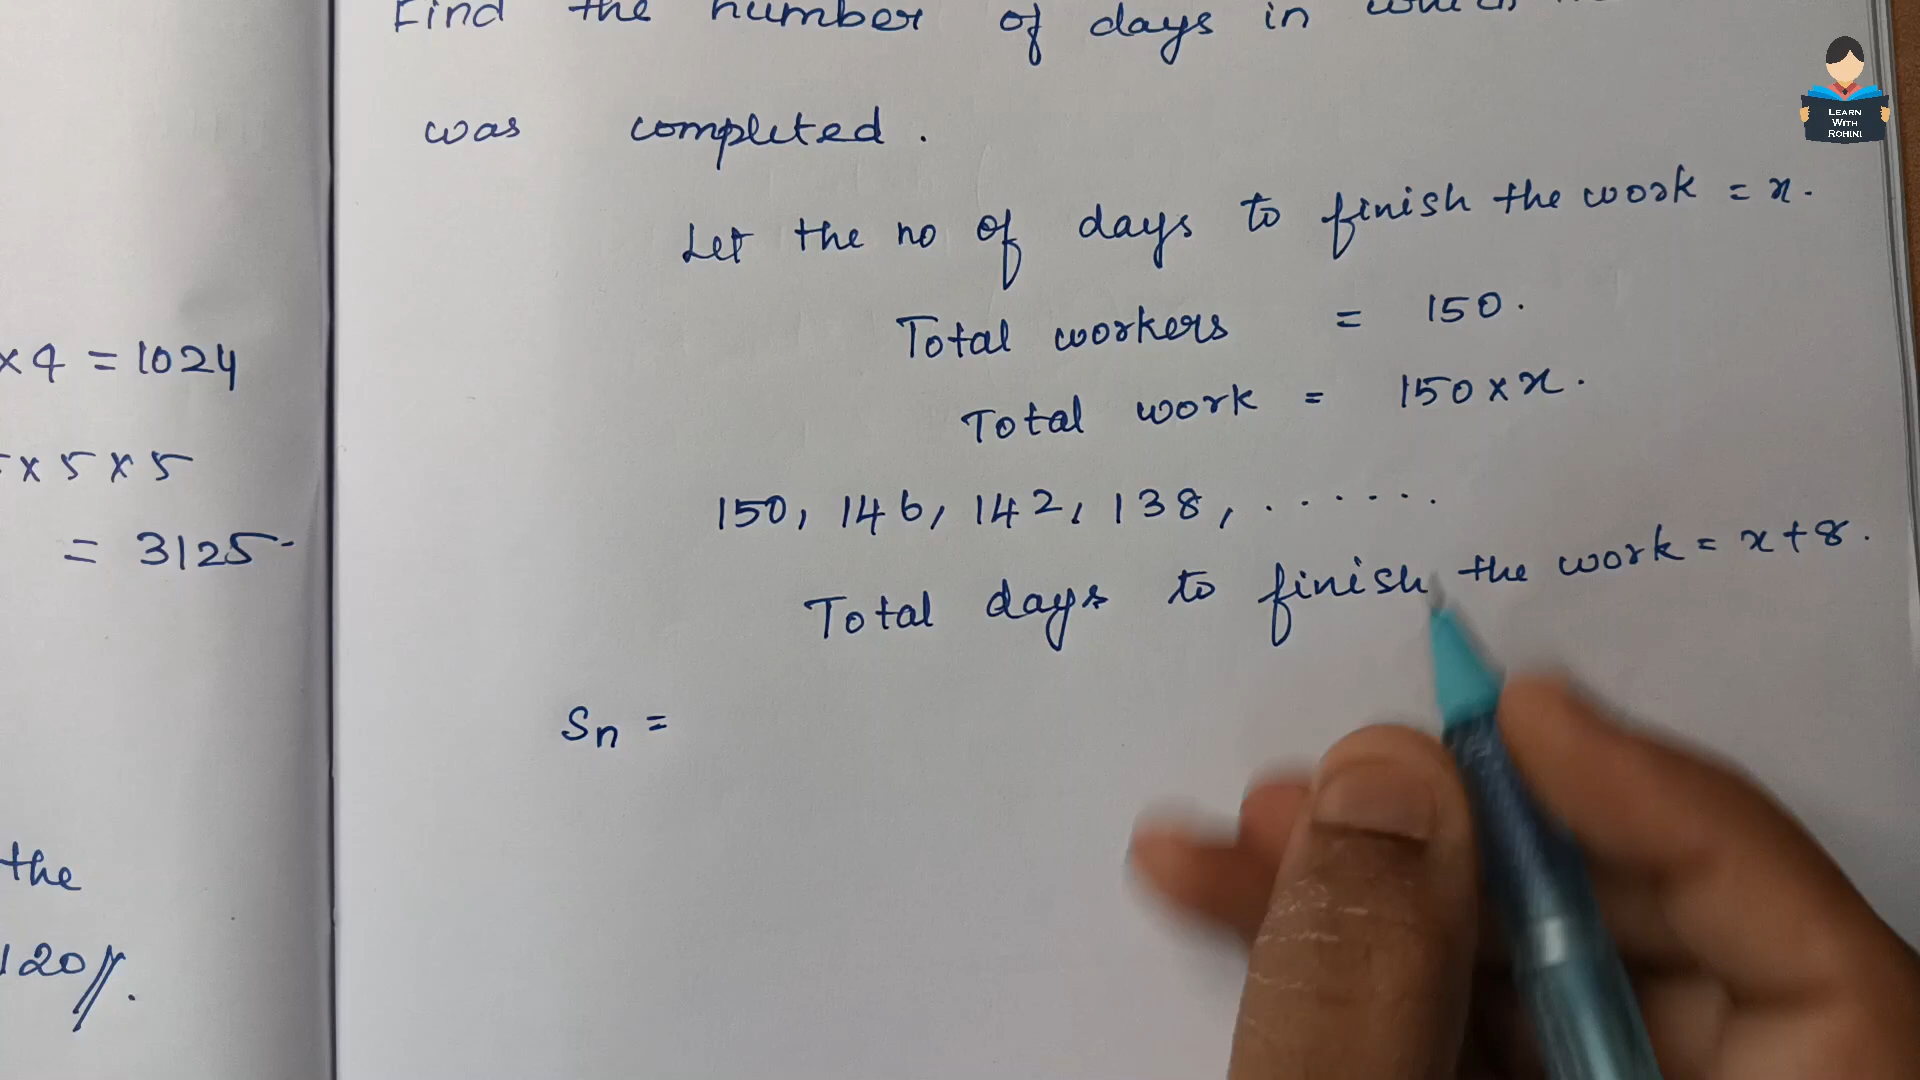 × 4 = 1024
× 5 × 5
= 3125
the
120
Find the number of days in which
was completed.
Let the no of days to finish the work = x.
Total workers = 150.
Total work = 150 × x.
150, 146, 142, 138, .......
Total days to finish the work = x + 8.
Sn =
LEARN
WITH
ROHINI